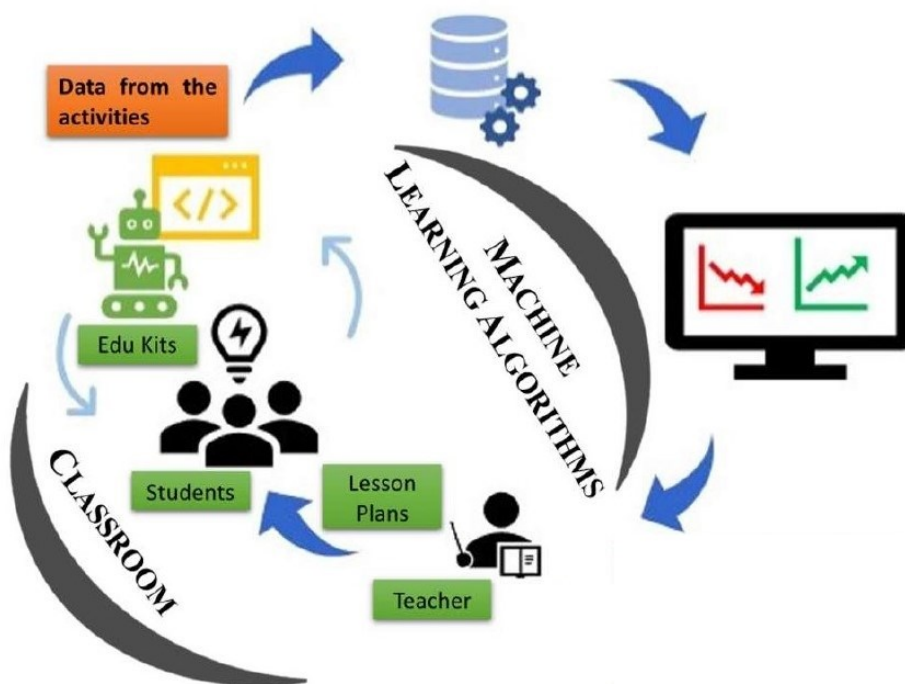 Data from the
activities
</>
Edu Kits
Students
Lesson
Plans
Teacher
CLASSROOM
MACHINE
LEARNING ALGORITHMS